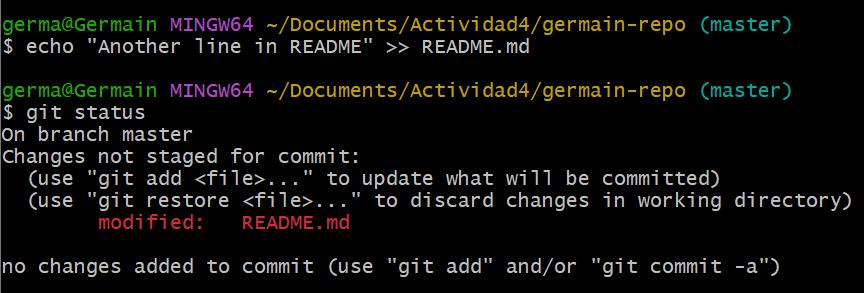 germa@Germain MINGW64 ~/Documents/Actividad4/germain-repo (master)
$ echo "Another line in README" >> README.md

germa@Germain MINGW64 ~/Documents/Actividad4/germain-repo (master)
$ git status
On branch master
Changes not staged for commit:
  (use "git add <file>..." to update what will be committed)
  (use "git restore <file>..." to discard changes in working directory)
        modified:   README.md

no changes added to commit (use "git add" and/or "git commit -a")